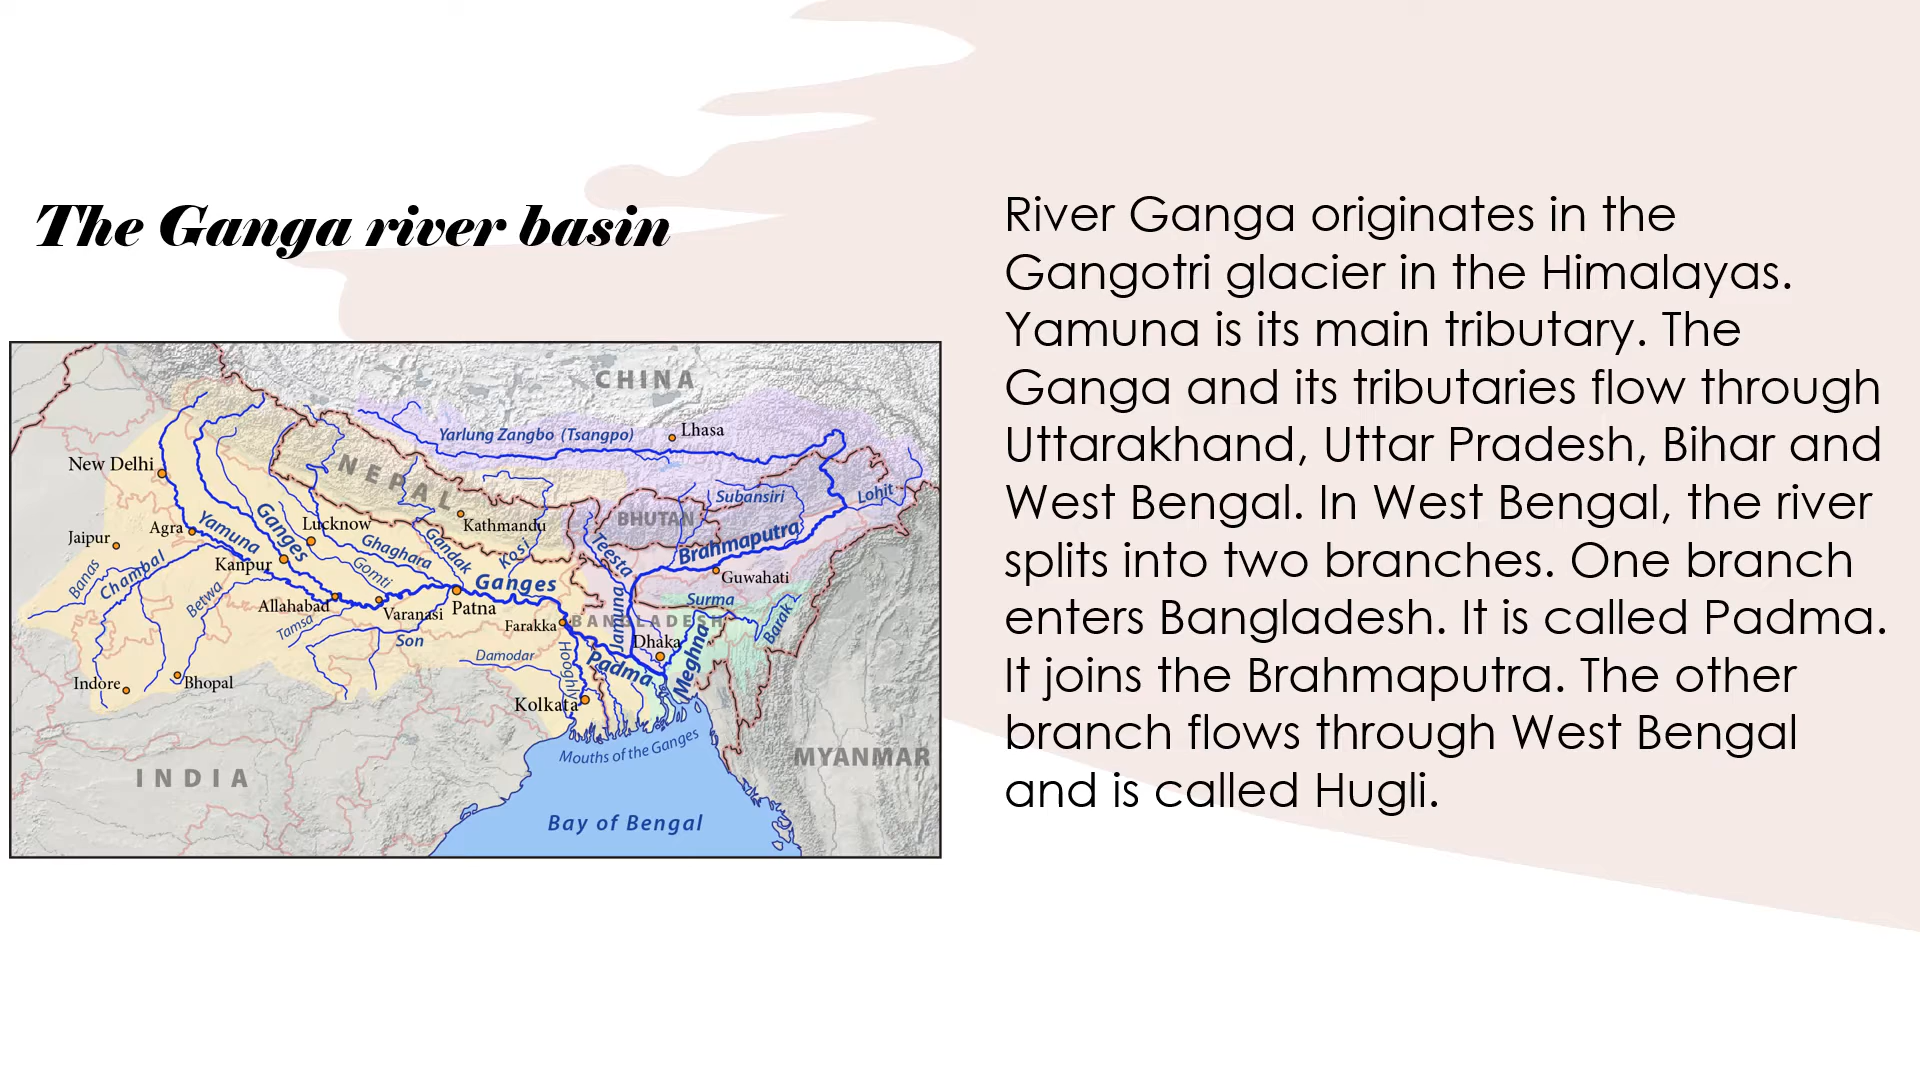 The Ganga river basin
River Ganga originates in the
Gangotri glacier in the Himalayas.
Yamuna is its main tributary. The
Ganga and its tributaries flow through
Uttarakhand, Uttar Pradesh, Bihar and
West Bengal. In West Bengal, the river
splits into two branches. One branch
enters Bangladesh. It is called Padma.
It joins the Brahmaputra. The other
branch flows through West Bengal
and is called Hugli.
CHINA
Yarlung Zangbo (Tsangpo)
Lhasa
New Delhi
NEPAL
Subansiri
Lohit
BHUTAN
Kathmandu
Agra
Yamuna
Ganges
Lucknow
Ghaghara
Gandak
Kosi
Teesta
Brahmaputra
Jaipur
Banas
Chambal
Kanpur
Gomti
Ganges
Guwahati
Betwa
Allahabad
Varanasi
Patna
Jamuna
Surma
Barak
Tamsa
Son
Farakka
BANGLADESH
Dhaka
Damodar
Hooghly
Padma
Meghna
Indore
Bhopal
Kolkata
Mouths of the Ganges
INDIA
MYANMAR
Bay of Bengal